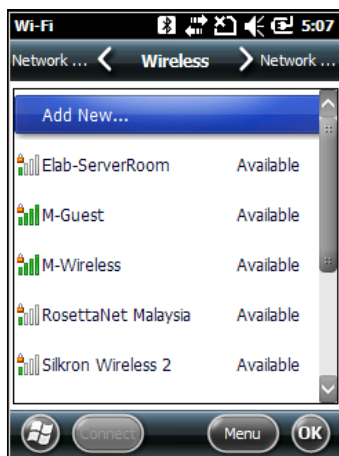 Wi-Fi 5:07
Network ... Wireless Network ...
Add New...
Elab-ServerRoom Available
M-Guest Available
M-Wireless Available
RosettaNet Malaysia Available
Silkron Wireless 2 Available
Connect Menu OK